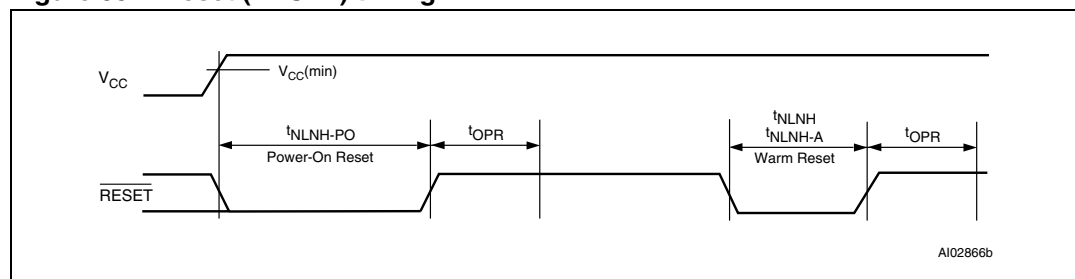 VCC
VCC(min)
tNLNH-PO
Power-On Reset
tOPR
tNLNH
tNLNH-A
Warm Reset
tOPR
RESET
AI02866b